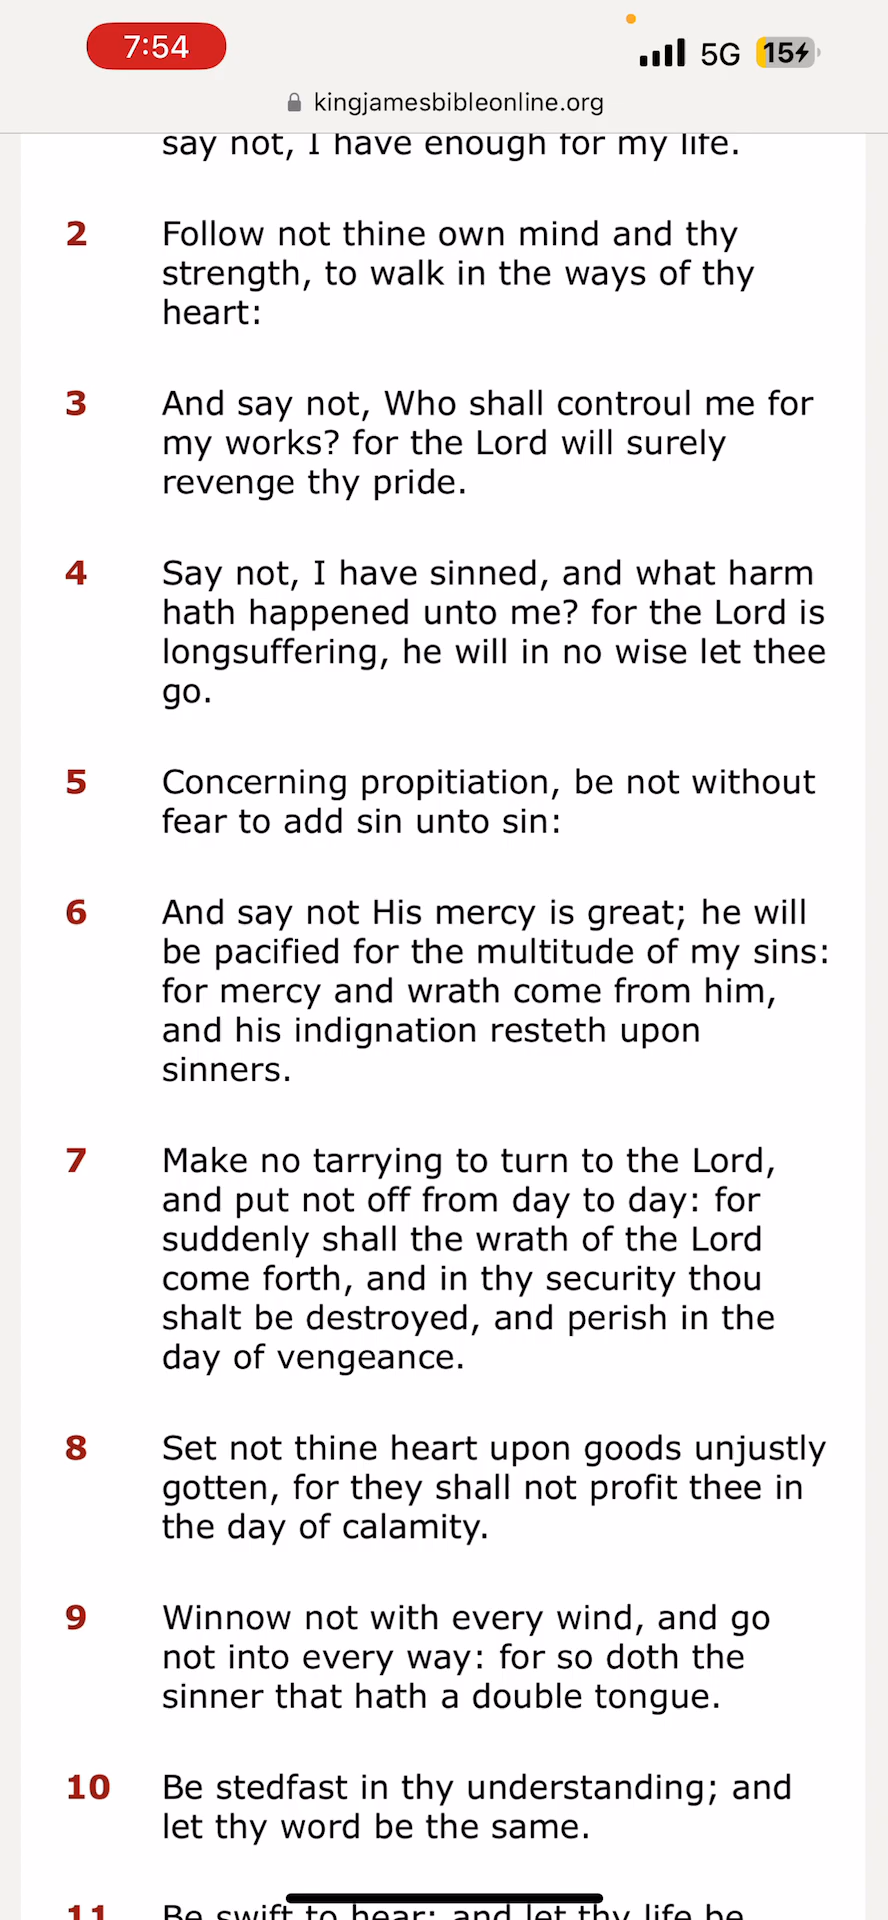 7:54
5G 15
kingjamesbibleonline.org
say not, I have enough for my life.
2 Follow not thine own mind and thy
strength, to walk in the ways of thy
heart:
3 And say not, Who shall controul me for
my works? for the Lord will surely
revenge thy pride.
4 Say not, I have sinned, and what harm
hath happened unto me? for the Lord is
longsuffering, he will in no wise let thee
go.
5 Concerning propitiation, be not without
fear to add sin unto sin:
6 And say not His mercy is great; he will
be pacified for the multitude of my sins:
for mercy and wrath come from him,
and his indignation resteth upon
sinners.
7 Make no tarrying to turn to the Lord,
and put not off from day to day: for
suddenly shall the wrath of the Lord
come forth, and in thy security thou
shalt be destroyed, and perish in the
day of vengeance.
8 Set not thine heart upon goods unjustly
gotten, for they shall not profit thee in
the day of calamity.
9 Winnow not with every wind, and go
not into every way: for so doth the
sinner that hath a double tongue.
10 Be stedfast in thy understanding; and
let thy word be the same.
11 Be swift to hear; and let thy life be